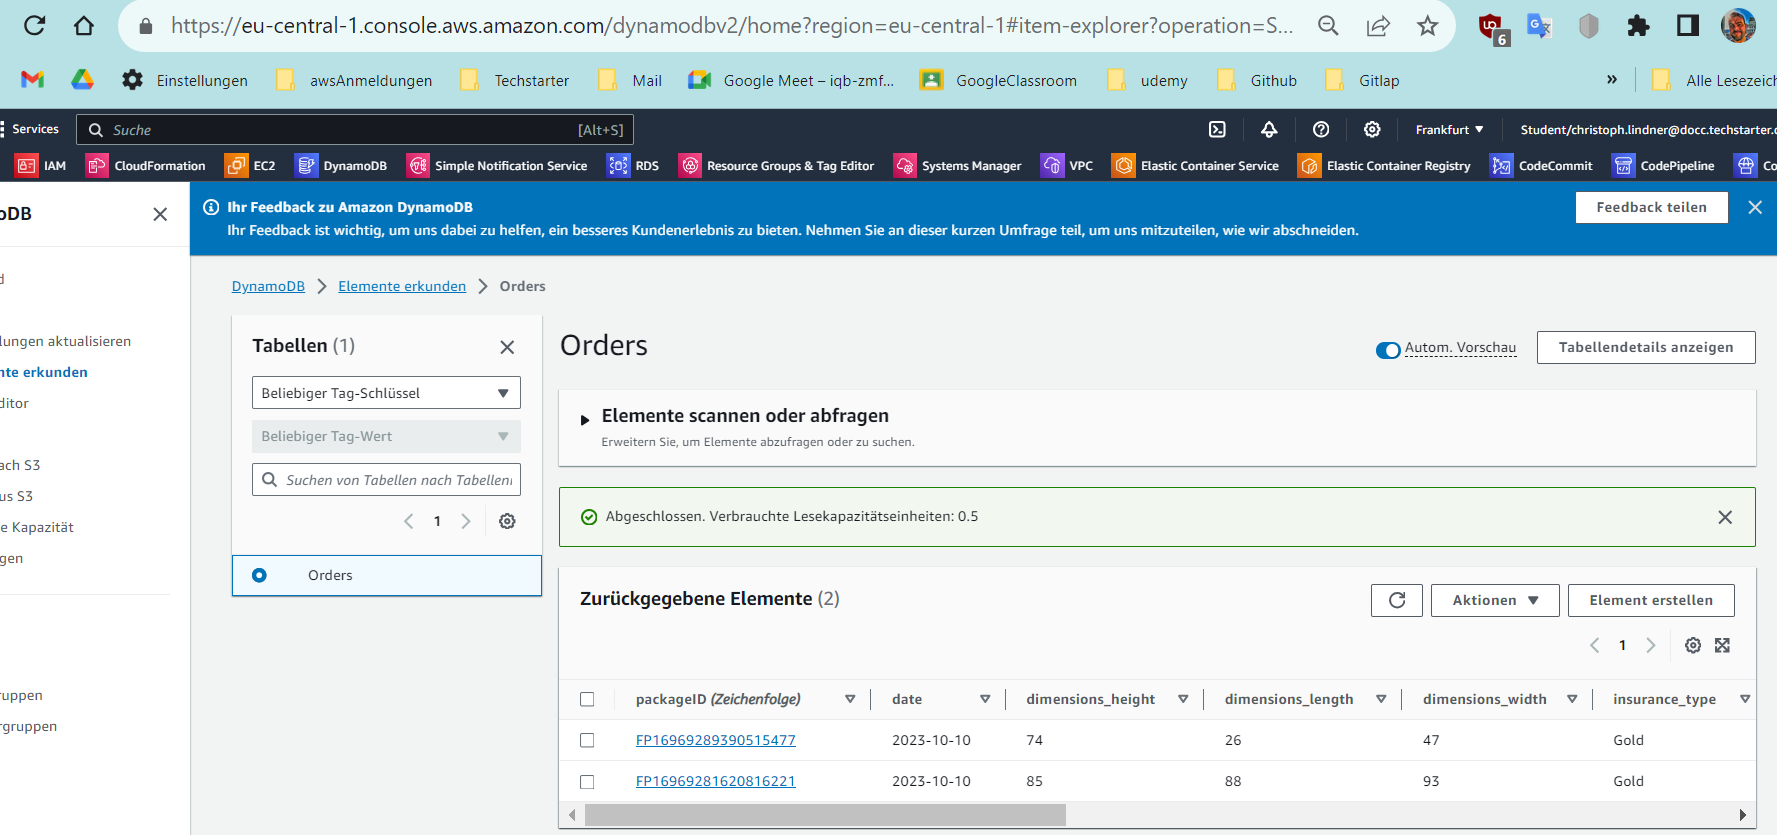 https://eu-central-1.console.aws.amazon.com/dynamodbv2/home?region=eu-central-1#item-explorer?operation=S...
6
Einstellungen awsAnmeldungen Techstarter Mail Google Meet – iqb-zmf... GoogleClassroom udemy Github Gitlap » Alle Lesezeich
Services Suche [Alt+S] Frankfurt Student/christoph.lindner@docc.techstarter.c
IAM CloudFormation EC2 DynamoDB Simple Notification Service RDS Resource Groups & Tag Editor Systems Manager VPC Elastic Container Service Elastic Container Registry CodeCommit CodePipeline Co
oDB
Ihr Feedback zu Amazon DynamoDB
Ihr Feedback ist wichtig, um uns dabei zu helfen, ein besseres Kundenerlebnis zu bieten. Nehmen Sie an dieser kurzen Umfrage teil, um uns mitzuteilen, wie wir abschneiden.
Feedback teilen
d
lungen aktualisieren
nte erkunden
ditor
ach S3
us S3
e Kapazität
gen
ruppen
rgruppen
DynamoDB > Elemente erkunden > Orders
Tabellen (1)
Beliebiger Tag-Schlüssel
Beliebiger Tag-Wert
Suchen von Tabellen nach Tabellen
1
Orders
Orders
Autom. Vorschau
Tabellendetails anzeigen
Elemente scannen oder abfragen
Erweitern Sie, um Elemente abzufragen oder zu suchen.
Abgeschlossen. Verbrauchte Lesekapazitätseinheiten: 0.5
Zurückgegebene Elemente (2)
Aktionen
Element erstellen
1
packageID (Zeichenfolge) date dimensions_height dimensions_length dimensions_width insurance_type
FP16969289390515477 2023-10-10 74 26 47 Gold
FP16969281620816221 2023-10-10 85 88 93 Gold